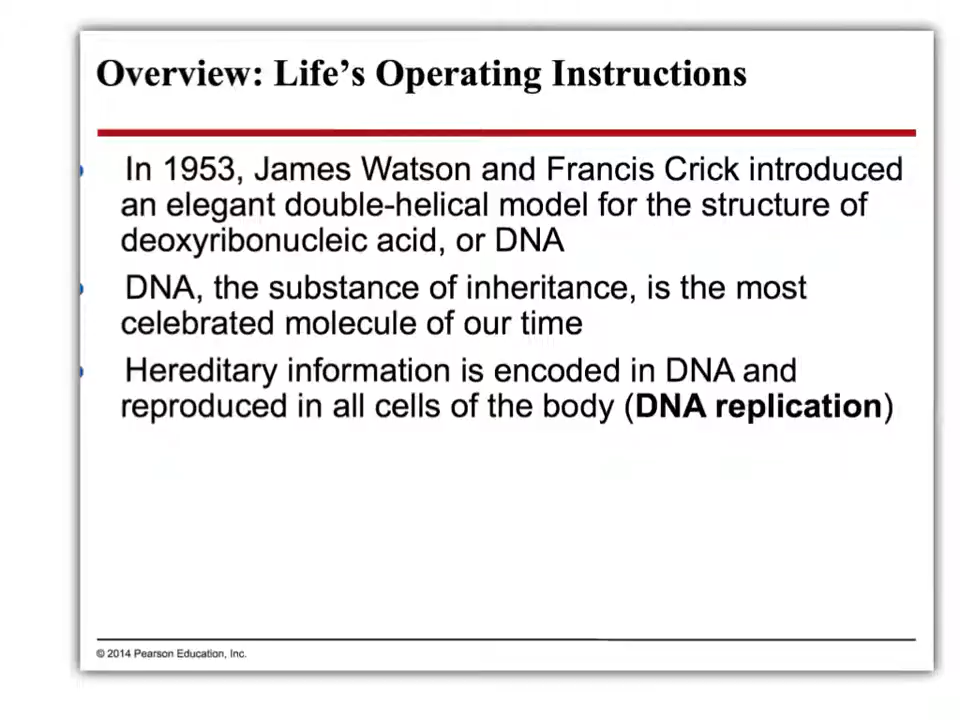 Overview: Life's Operating Instructions
In 1953, James Watson and Francis Crick introduced
an elegant double-helical model for the structure of
deoxyribonucleic acid, or DNA
DNA, the substance of inheritance, is the most
celebrated molecule of our time
Hereditary information is encoded in DNA and
reproduced in all cells of the body (DNA replication)
© 2014 Pearson Education, Inc.